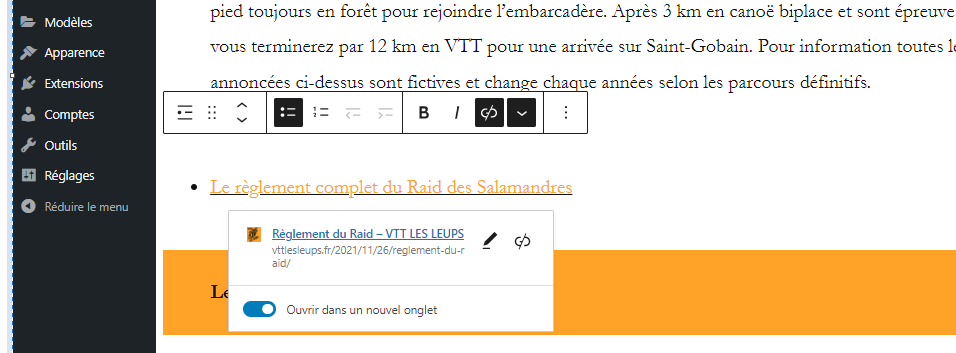 Modèles
Apparence
Extensions
Comptes
Outils
Réglages
Réduire le menu
pied toujours en forêt pour rejoindre l'embarcadère. Après 3 km en canoë biplace et sont épreuve
vous terminerez par 12 km en VTT pour une arrivée sur Saint-Gobain. Pour information toutes
annoncées ci-dessus sont fictives et change chaque années selon les parcours définitifs.
B I
Le règlement complet du Raid des Salamandres
Règlement du Raid – VTT LES LEUPS
vttlesleups.fr/2021/11/26/reglement-du-r
aid/
Ouvrir dans un nouvel onglet